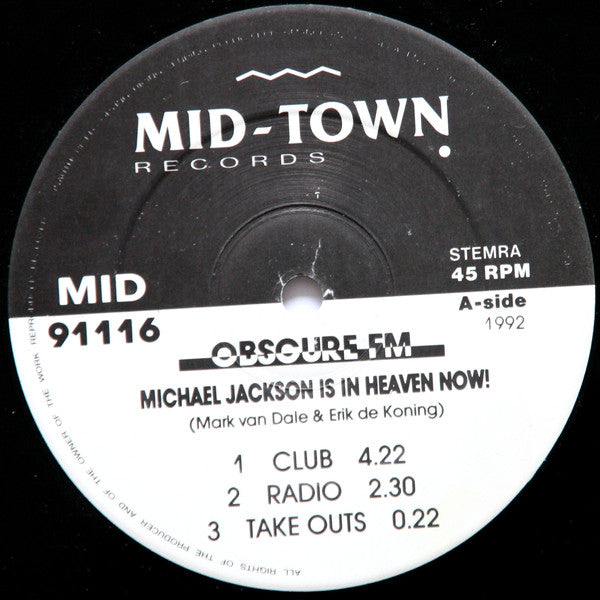 MID-TOWN
RECORDS
STEMRA
45 RPM
MID
91116
A-side
1992
OBSCURE FM
MICHAEL JACKSON IS IN HEAVEN NOW!
(Mark van Dale & Erik de Koning)
1 CLUB 4.22
2 RADIO 2.30
3 TAKE OUTS 0.22
ALL RIGHTS OF THE PRODUCER AND OF THE OWNER OF THE WORK